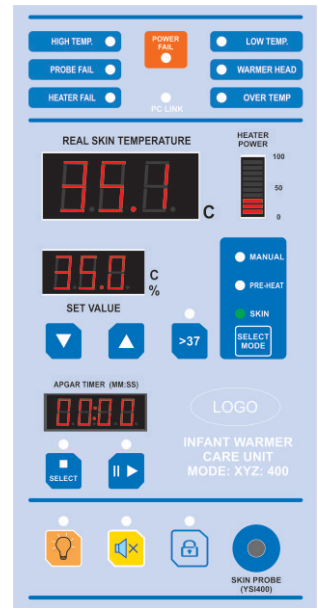 HIGH TEMP.
POWER
FAIL
LOW TEMP.
PROBE FAIL
WARMER HEAD
HEATER FAIL
PC LINK
OVER TEMP
REAL SKIN TEMPERATURE
HEATER
POWER
35.1
C
100
50
0
35.0
C
%
SET VALUE
>37
MANUAL
PRE-HEAT
SKIN
SELECT
MODE
APGAR TIMER (MM:SS)
00:00
SELECT
LOGO
INFANT WARMER
CARE UNIT
MODE: XYZ: 400
SKIN PROBE
(YSI400)